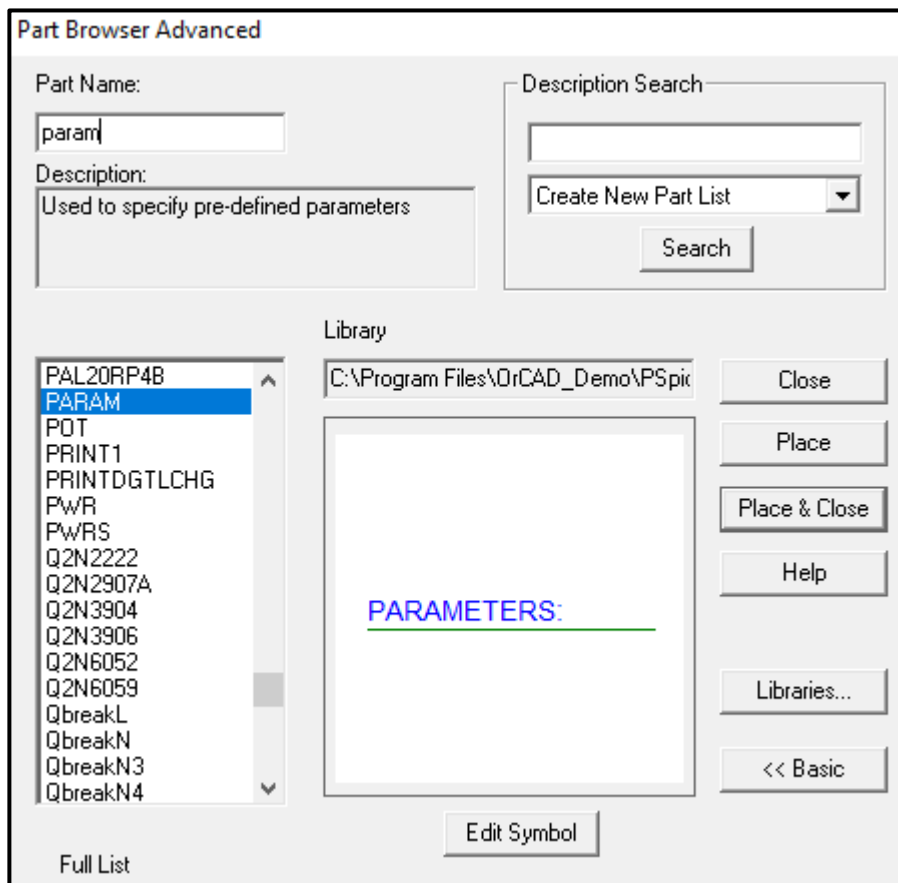 Part Browser Advanced
Part Name:
param
Description:
Used to specify pre-defined parameters
Description Search
Create New Part List
Search
Library
C:\Program Files\OrCAD_Demo\PSpic
PAL20RP4B
PARAM
POT
PRINT1
PRINTDGTLCHG
PWR
PWRS
Q2N2222
Q2N2907A
Q2N3904
Q2N3906
Q2N6052
Q2N6059
QbreakL
QbreakN
QbreakN3
QbreakN4
Full List
PARAMETERS:
Edit Symbol
Close
Place
Place & Close
Help
Libraries...
<< Basic